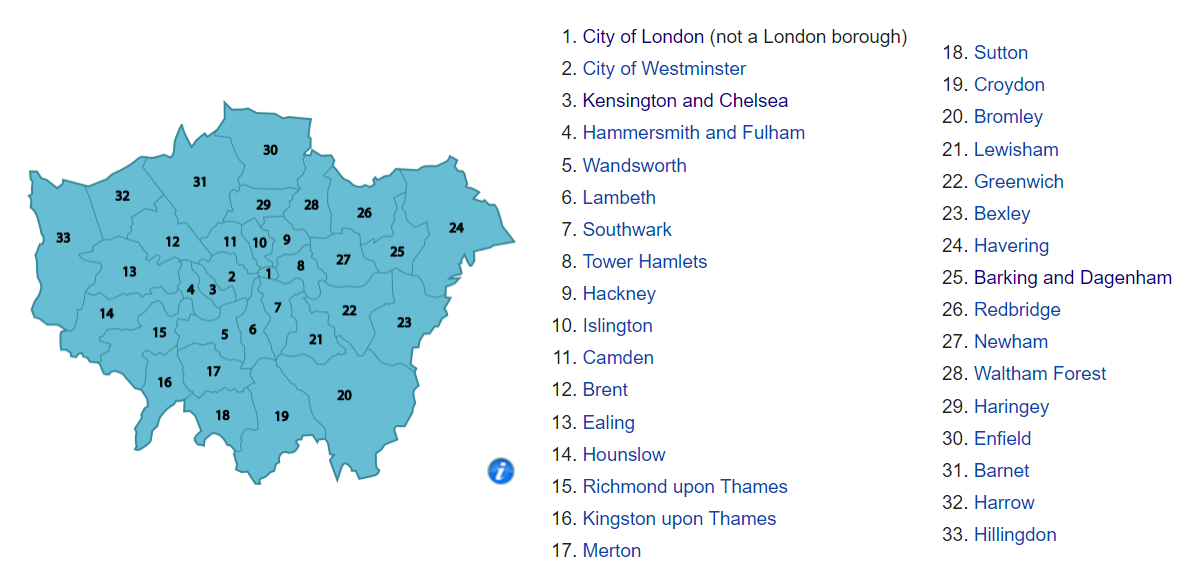 30
31
32
29
28
26
24
33
12
11
10
9
25
27
8
13
2
1
4
3
14
7
22
15
5
6
21
23
16
17
20
18
19
i
1. City of London (not a London borough)
2. City of Westminster
3. Kensington and Chelsea
4. Hammersmith and Fulham
5. Wandsworth
6. Lambeth
7. Southwark
8. Tower Hamlets
9. Hackney
10. Islington
11. Camden
12. Brent
13. Ealing
14. Hounslow
15. Richmond upon Thames
16. Kingston upon Thames
17. Merton
18. Sutton
19. Croydon
20. Bromley
21. Lewisham
22. Greenwich
23. Bexley
24. Havering
25. Barking and Dagenham
26. Redbridge
27. Newham
28. Waltham Forest
29. Haringey
30. Enfield
31. Barnet
32. Harrow
33. Hillingdon